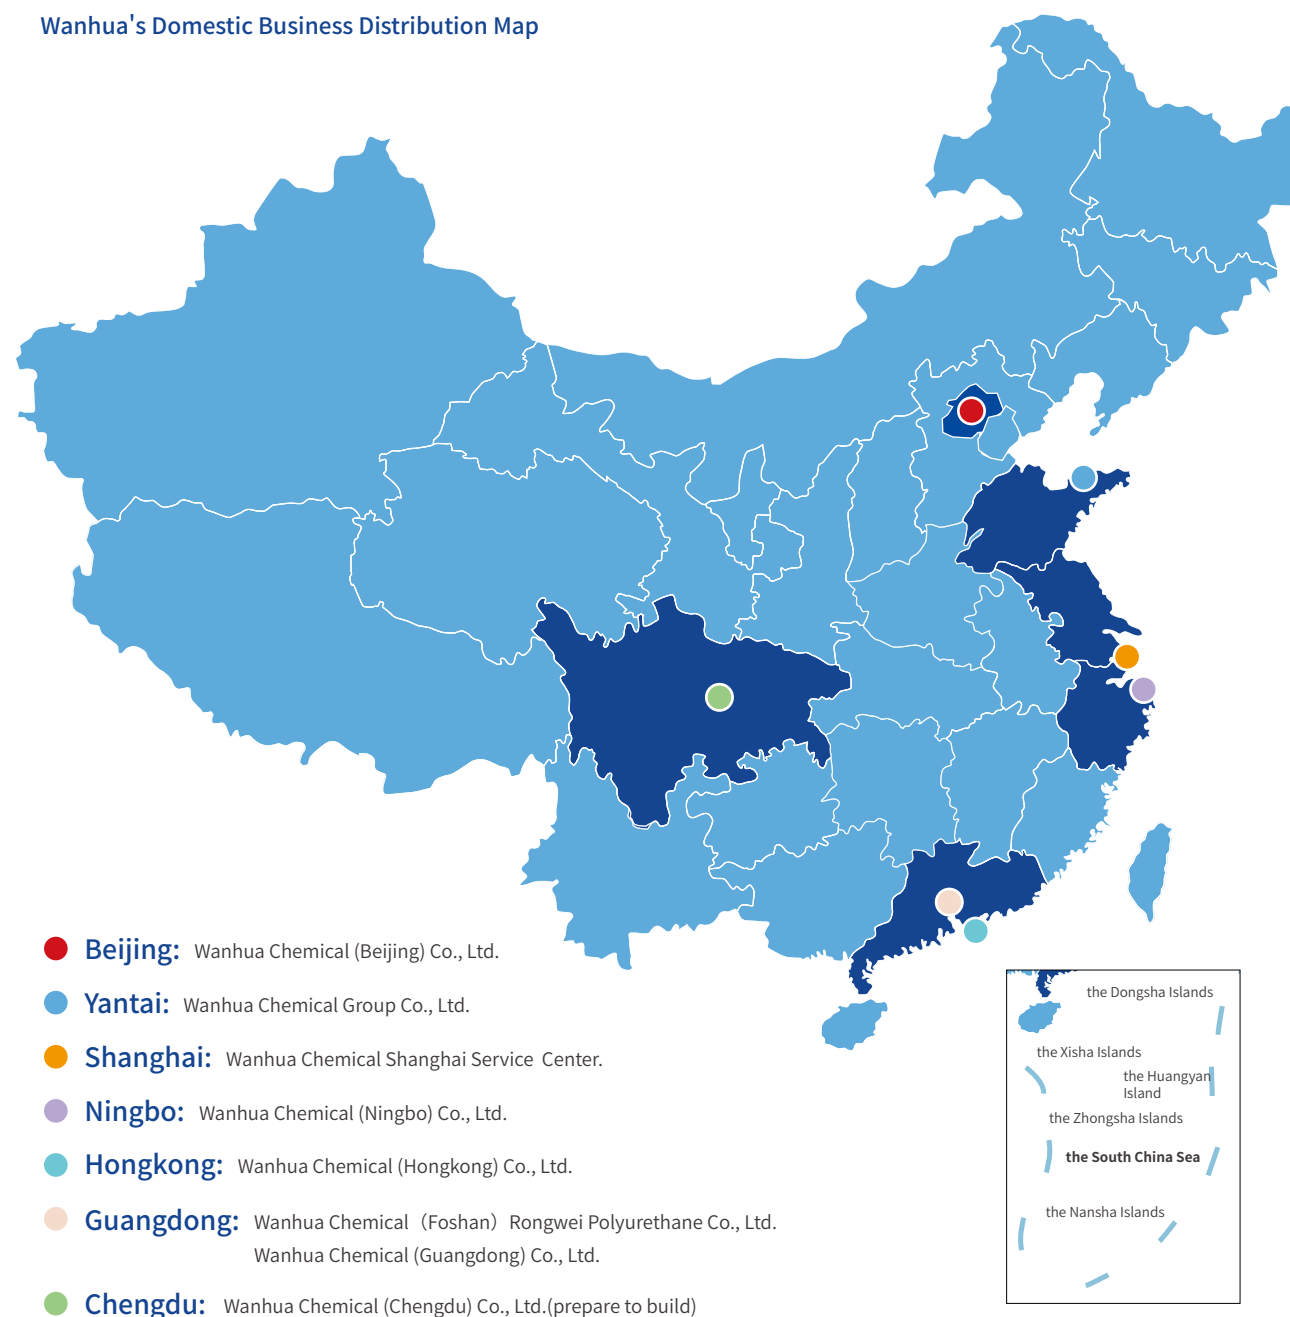 Wanhua's Domestic Business Distribution Map
Beijing: Wanhua Chemical (Beijing) Co., Ltd.
Yantai: Wanhua Chemical Group Co., Ltd.
Shanghai: Wanhua Chemical Shanghai Service Center.
Ningbo: Wanhua Chemical (Ningbo) Co., Ltd.
Hongkong: Wanhua Chemical (Hongkong) Co., Ltd.
Guangdong: Wanhua Chemical（Foshan）Rongwei Polyurethane Co., Ltd.
Wanhua Chemical (Guangdong) Co., Ltd.
Chengdu: Wanhua Chemical (Chengdu) Co., Ltd.(prepare to build)
the Dongsha Islands
the Xisha Islands
the Huangyan
Island
the Zhongsha Islands
the South China Sea
the Nansha Islands